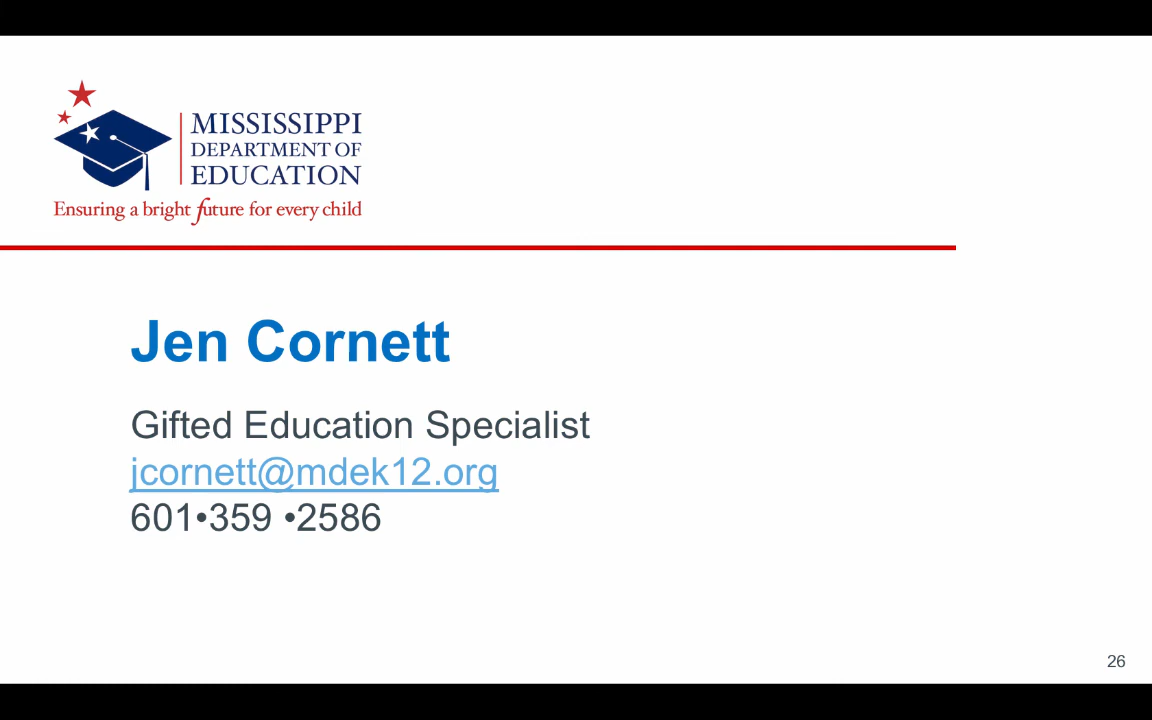 MISSISSIPPI
DEPARTMENT OF
EDUCATION
Ensuring a bright future for every child
Jen Cornett
Gifted Education Specialist
jcornett@mdek12.org
601•359 •2586
26